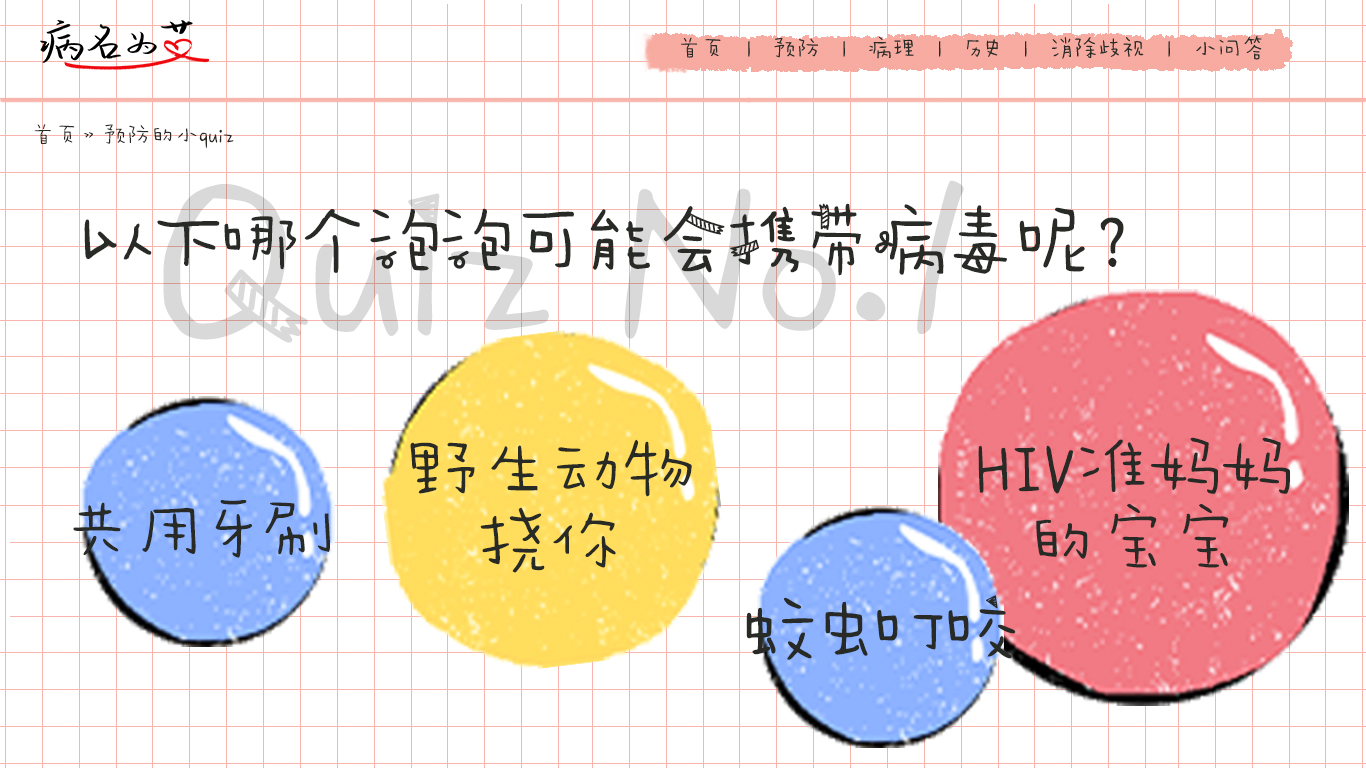 病名为艾
首页 | 预防 | 病理 | 历史 | 消除歧视 | 小问答
首页 » 预防的小quiz
Quiz No.1
以下哪个泡泡可能会携带病毒呢?
共用牙刷
野生动物
挠你
蚊虫叮咬
HIV准妈妈
的宝宝